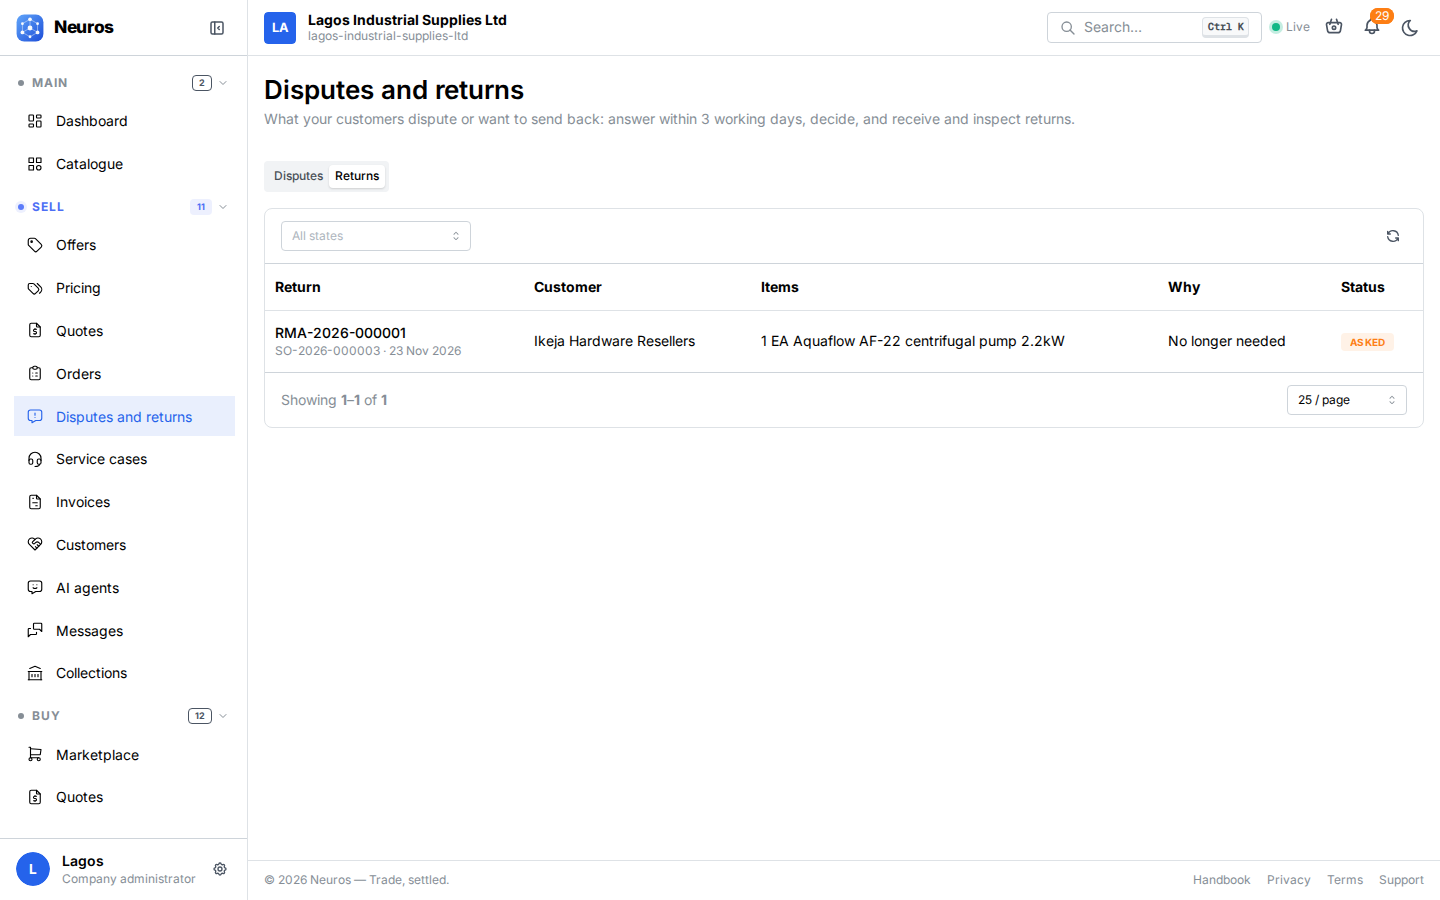 Neuros
LA
Lagos Industrial Supplies Ltd
lagos-industrial-supplies-ltd
Search...
Ctrl K
Live
29
MAIN
2
Dashboard
Catalogue
SELL
11
Offers
Pricing
Quotes
Orders
Disputes and returns
Service cases
Invoices
Customers
AI agents
Messages
Collections
BUY
12
Marketplace
Quotes
L
Lagos
Company administrator
Disputes and returns
What your customers dispute or want to send back: answer within 3 working days, decide, and receive and inspect returns.
Disputes Returns
All states
Return Customer Items Why Status
RMA-2026-000001
SO-2026-000003 · 23 Nov 2026
Ikeja Hardware Resellers
1 EA Aquaflow AF-22 centrifugal pump 2.2kW
No longer needed
ASKED
Showing 1–1 of 1
25 / page
© 2026 Neuros — Trade, settled.
Handbook Privacy Terms Support